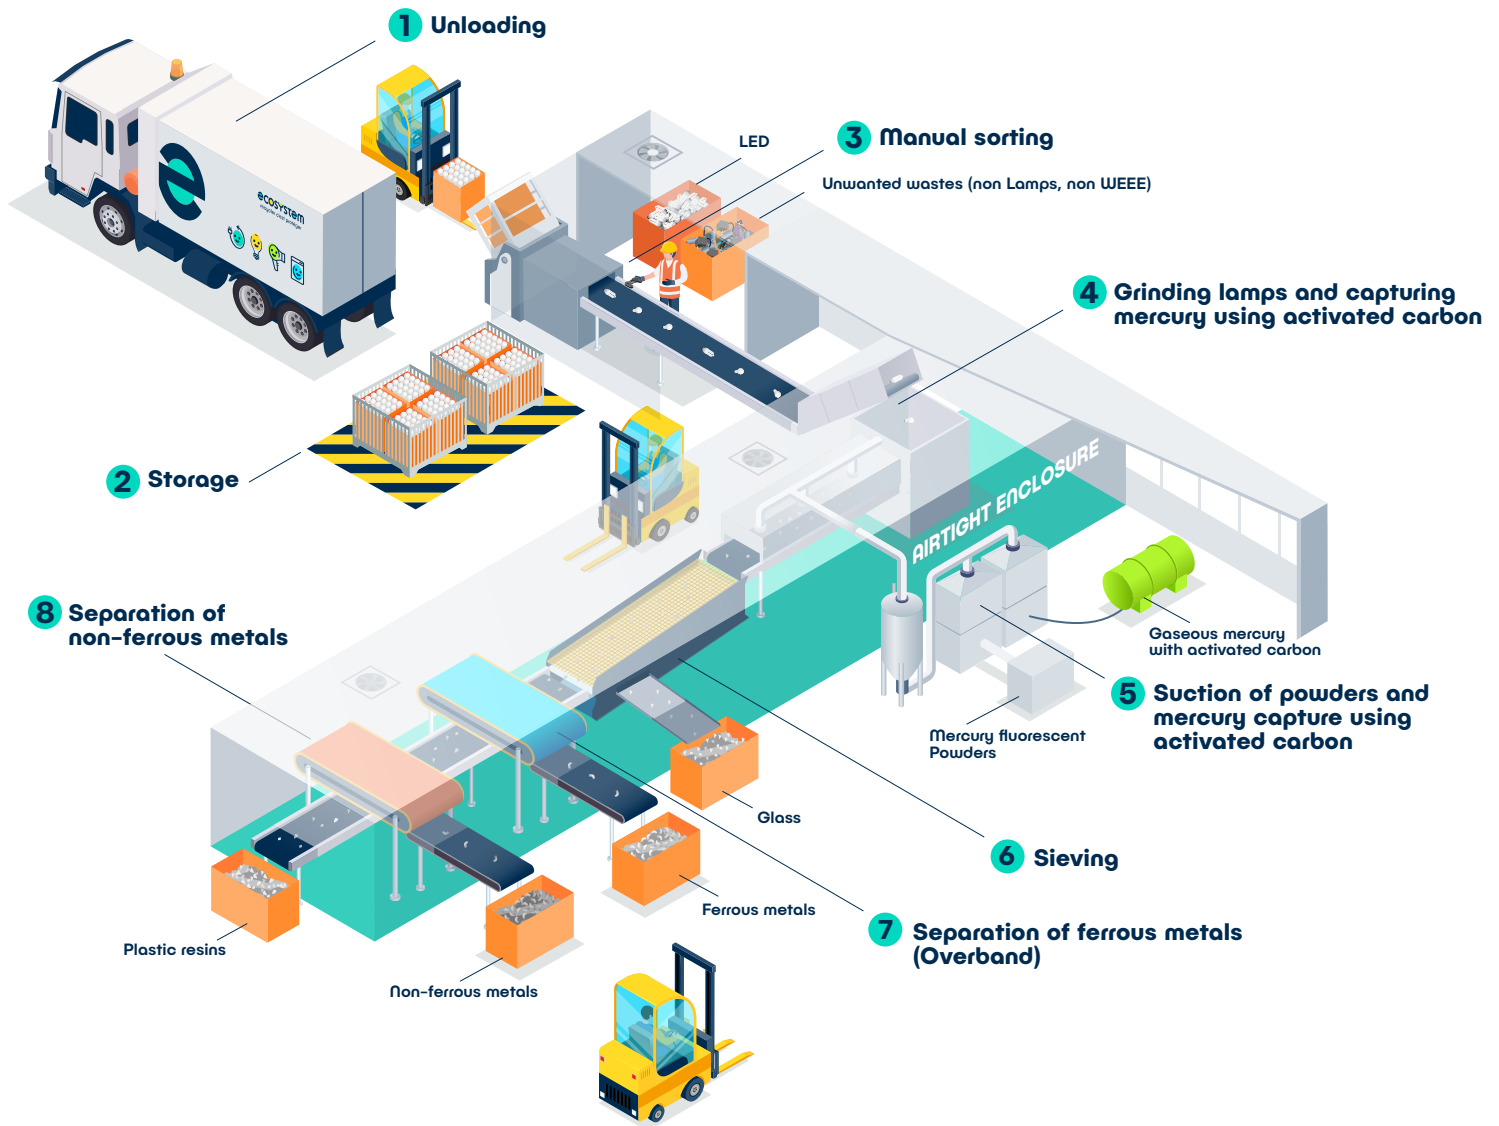 1 Unloading
ecosystem
recycler c'est protéger
LED
3 Manual sorting
Unwanted wastes (non Lamps, non WEEE)
4 Grinding lamps and capturing
mercury using activated carbon
2 Storage
AIRTIGHT ENCLOSURE
8 Separation of
non-ferrous metals
Gaseous mercury
with activated carbon
5 Suction of powders and
mercury capture using
activated carbon
Mercury fluorescent
Powders
Glass
6 Sieving
Ferrous metals
7 Separation of ferrous metals
(Overband)
Plastic resins
Non-ferrous metals